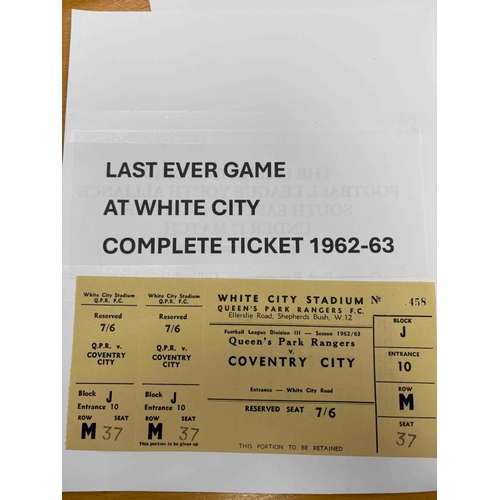 LAST EVER GAME
AT WHITE CITY
COMPLETE TICKET 1962-63
White City Stadium
Q.P.R. F.C.
Reserved
7/6
Q.P.R. v.
COVENTRY
CITY
Block J
Entrance 10
ROW SEAT
M 37
White City Stadium
Q.P.R. F.C.
Reserved
7/6
Q.P.R. v.
COVENTRY
CITY
Block J
Entrance 10
ROW SEAT
M 37
This portion to be given up
WHITE CITY STADIUM
QUEEN'S PARK RANGERS F.C.
Ellerslie Road, Shepherds Bush, W.12
Football League Division III — Season 1962/63
Queen's Park Rangers
v.
COVENTRY CITY
Entrance — White City Road
RESERVED SEAT 7/6
THIS PORTION TO BE RETAINED
No 458
BLOCK
J
ENTRANCE
10
ROW
M
SEAT
37